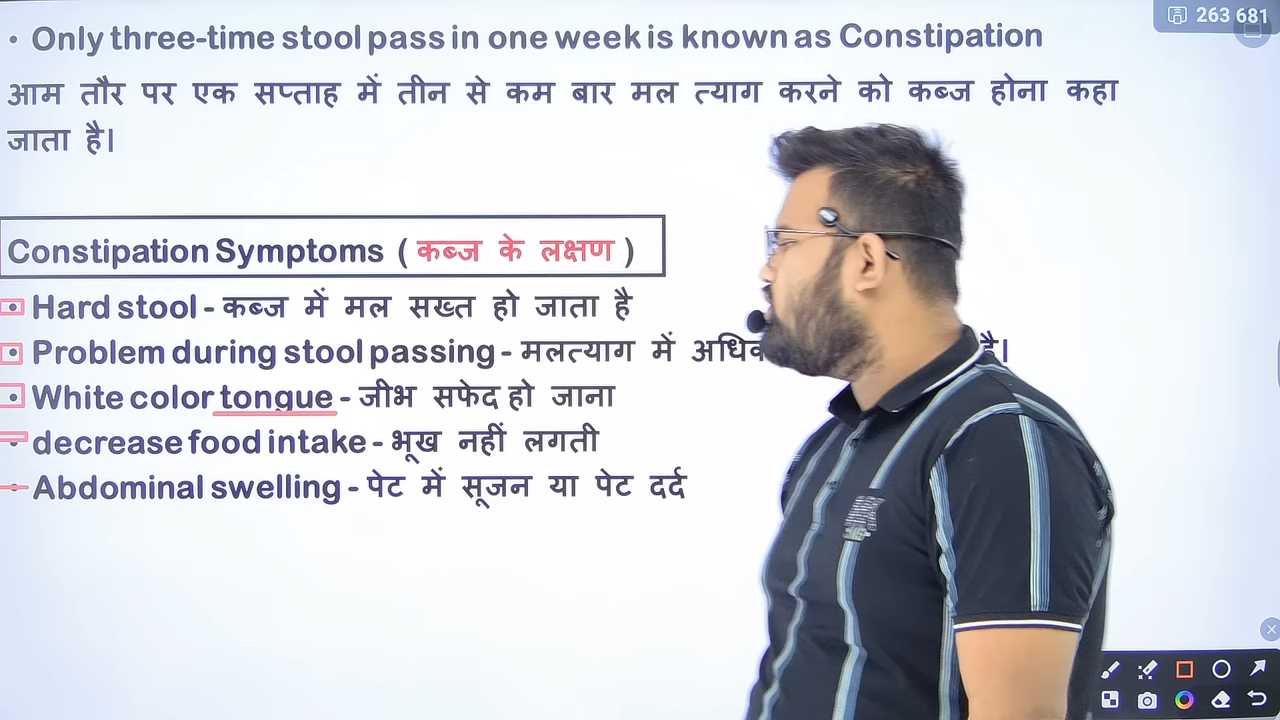 263 681
• Only three-time stool pass in one week is known as Constipation
आम तौर पर एक सप्ताह में तीन से कम बार मल त्याग करने को कब्ज होना कहा
जाता है।
Constipation Symptoms ( कब्ज के लक्षण )
• Hard stool - कब्ज में मल सख्त हो जाता है
• Problem during stool passing - मलत्याग में है।
• White color tongue - जीभ सफेद हो जाना
• decrease food intake - भूख नहीं लगती
• Abdominal swelling - पेट में सूजन या पेट दर्द